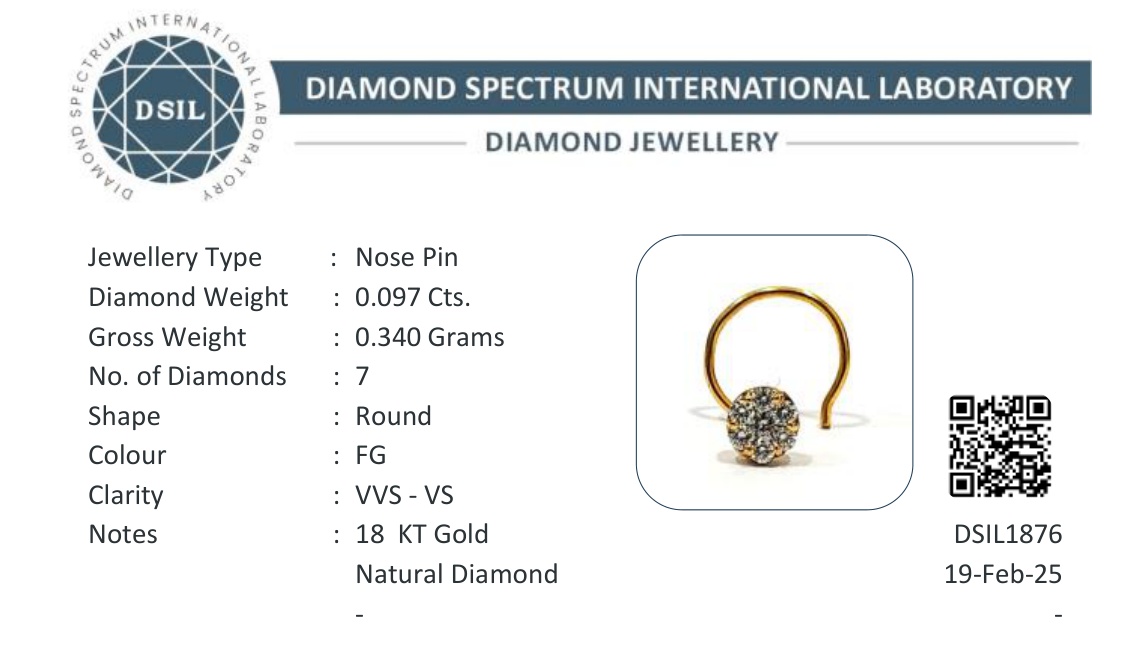 DIAMOND SPECTRUM INTERNATIONAL LABORATORY
DSIL
DIAMOND SPECTRUM INTERNATIONAL LABORATORY
DIAMOND JEWELLERY
Jewellery Type : Nose Pin
Diamond Weight : 0.097 Cts.
Gross Weight : 0.340 Grams
No. of Diamonds : 7
Shape : Round
Colour : FG
Clarity : VVS - VS
Notes : 18 KT Gold
DSIL1876
Natural Diamond
19-Feb-25
-
-